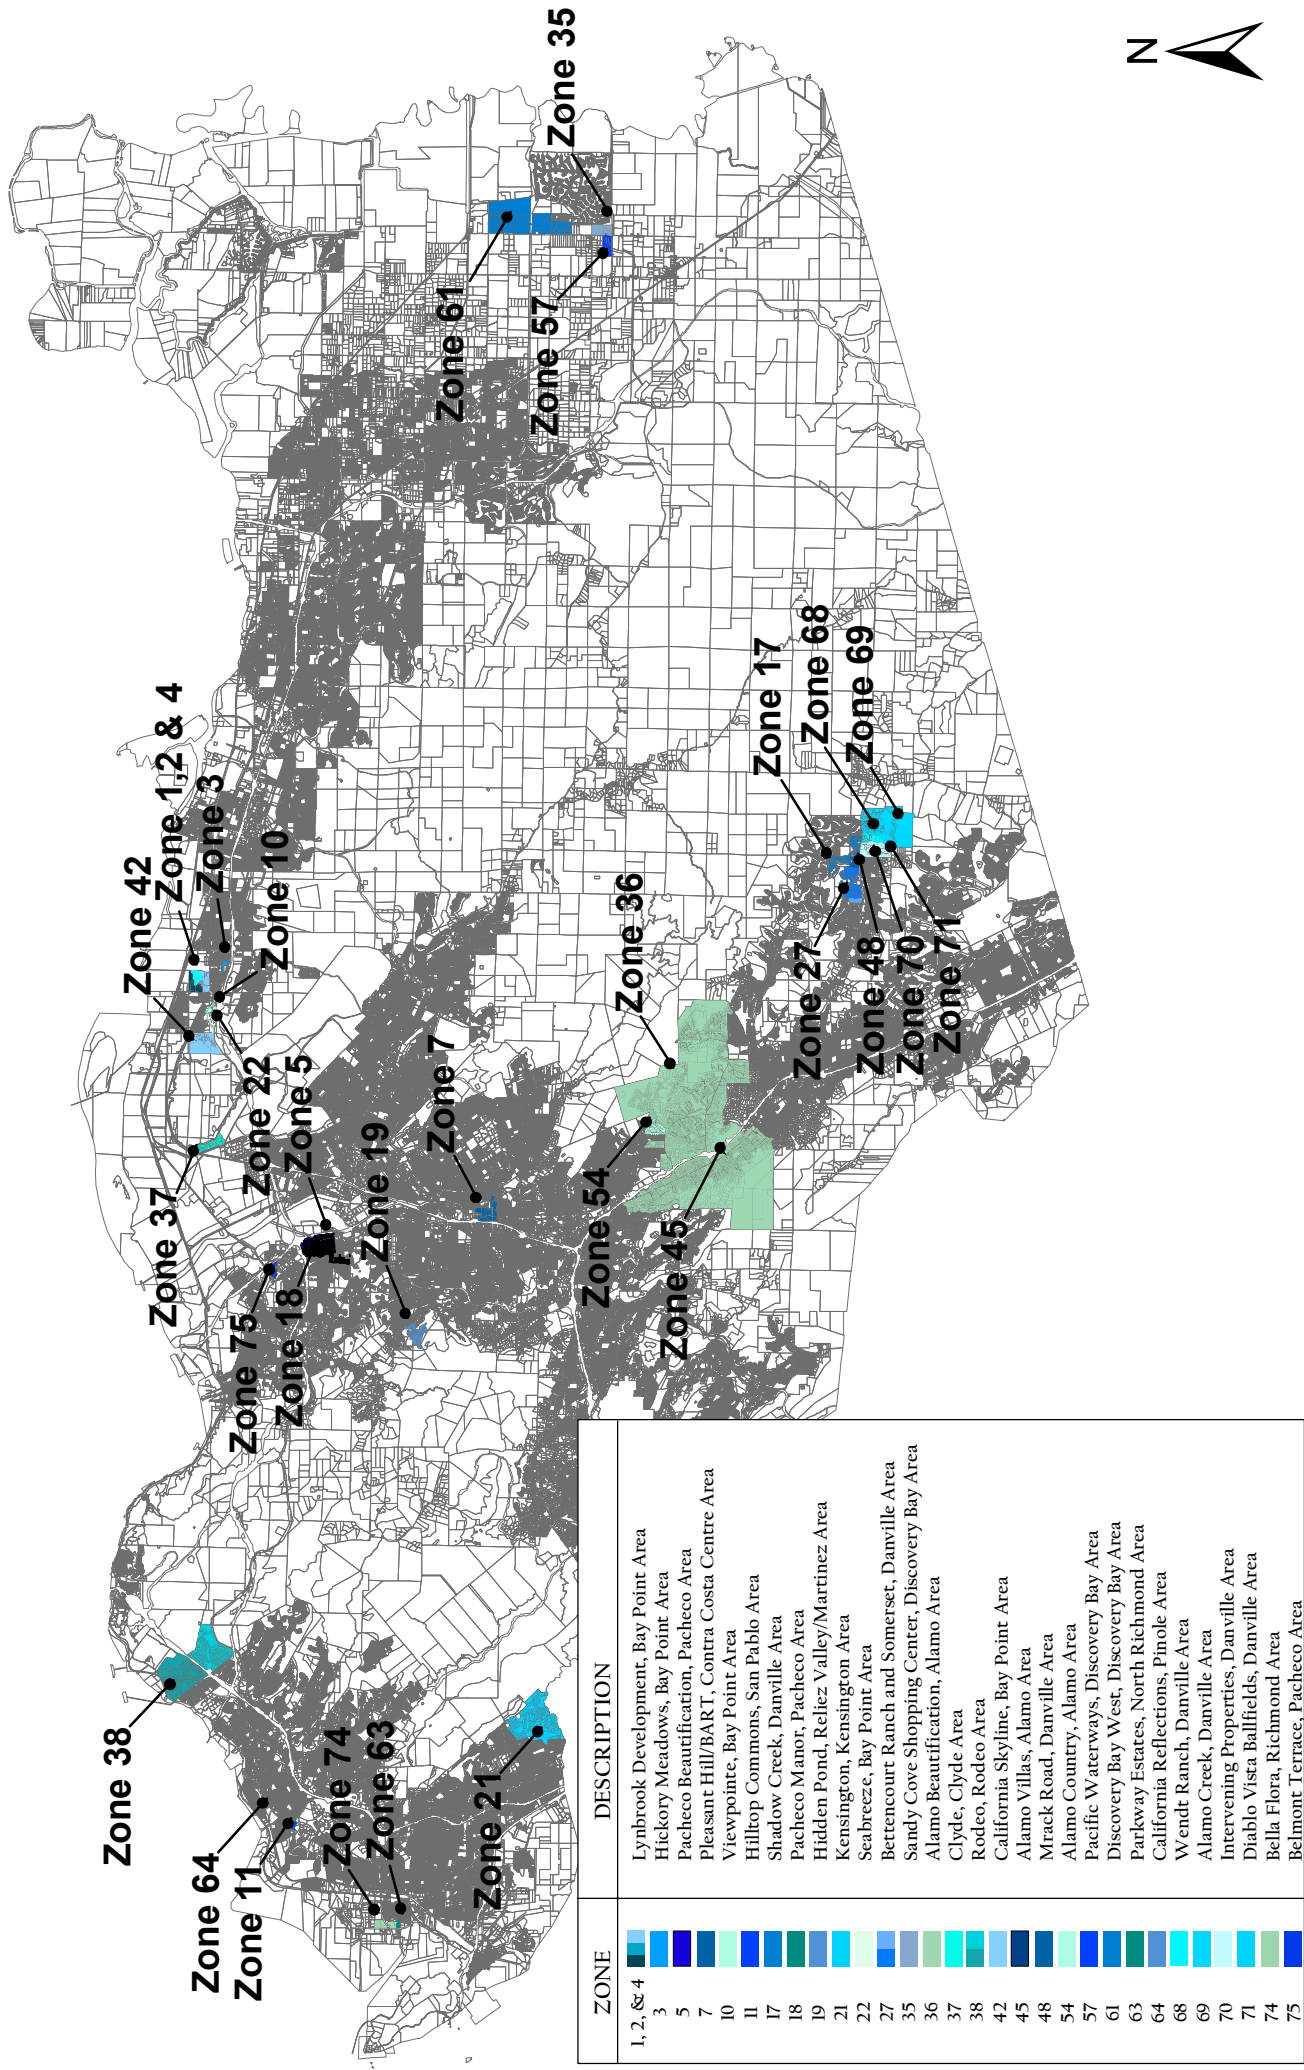 Zone 38
Zone 64
Zone 11
Zone 74
Zone 63
Zone 21
Zone 37
Zone 75
Zone 18
Zone 22
Zone 5
Zone 19
Zone 7
Zone 42
Zone 1,2 & 4
Zone 3
Zone 10
Zone 54
Zone 45
Zone 36
Zone 27
Zone 48
Zone 70
Zone 71
Zone 17
Zone 68
Zone 69
Zone 61
Zone 57
Zone 35
N
ZONE DESCRIPTION
1, 2, & 4 Lynbrook Development, Bay Point Area
3 Hickory Meadows, Bay Point Area
5 Pacheco Beautification, Pacheco Area
7 Pleasant Hill/BART, Contra Costa Centre Area
10 Viewpointe, Bay Point Area
11 Hilltop Commons, San Pablo Area
17 Shadow Creek, Danville Area
18 Pacheco Manor, Pacheco Area
19 Hidden Pond, Reliez Valley/Martinez Area
21 Kensington, Kensington Area
22 Seabreeze, Bay Point Area
27 Bettencourt Ranch and Somerset, Danville Area
35 Sandy Cove Shopping Center, Discovery Bay Area
36 Alamo Beautification, Alamo Area
37 Clyde, Clyde Area
38 Rodeo, Rodeo Area
42 California Skyline, Bay Point Area
45 Alamo Villas, Alamo Area
48 Mrack Road, Danville Area
54 Alamo Country, Alamo Area
57 Pacific Waterways, Discovery Bay Area
61 Discovery Bay West, Discovery Bay Area
63 Parkway Estates, North Richmond Area
64 California Reflections, Pinole Area
68 Wendt Ranch, Danville Area
69 Alamo Creek, Danville Area
70 Intervening Properties, Danville Area
71 Diablo Vista Ballfields, Danville Area
74 Bella Flora, Richmond Area
75 Belmont Terrace, Pacheco Area